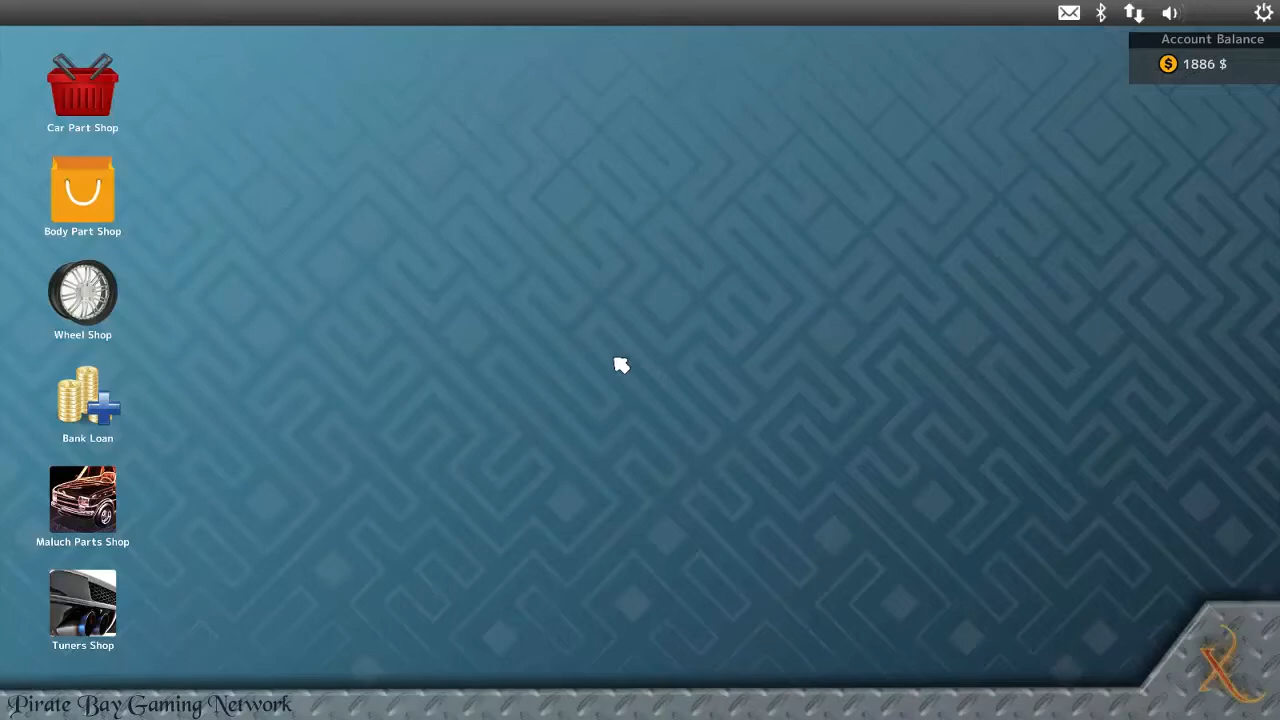 Account Balance
1886 $
Car Part Shop
Body Part Shop
Wheel Shop
Bank Loan
Maluch Parts Shop
Tuners Shop
Pirate Bay Gaming Network
X